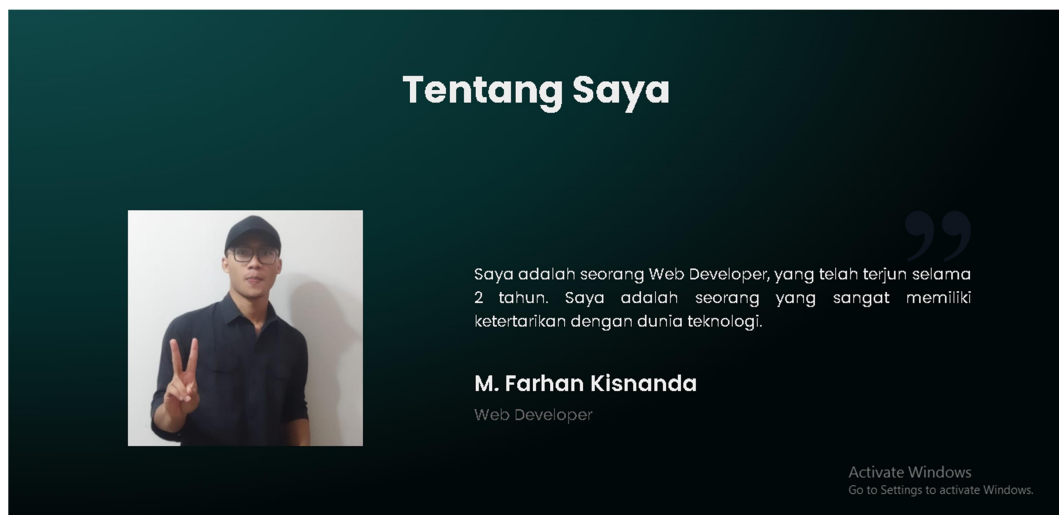 Tentang Saya
”
Saya adalah seorang Web Developer, yang telah terjun selama
2 tahun. Saya adalah seorang yang sangat memiliki
ketertarikan dengan dunia teknologi.
M. Farhan Kisnanda
Web Developer
Activate Windows
Go to Settings to activate Windows.